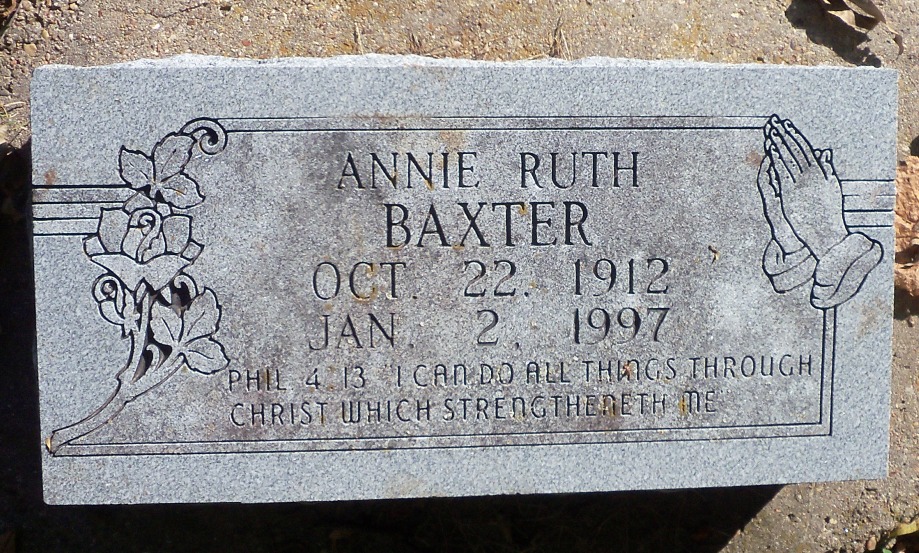 ANNIE RUTH
BAXTER
OCT. 22. 1912
JAN. 2, 1997
PHIL 4 13 I CAN DO ALL THINGS THROUGH
CHRIST WHICH STRENGTHENETH ME